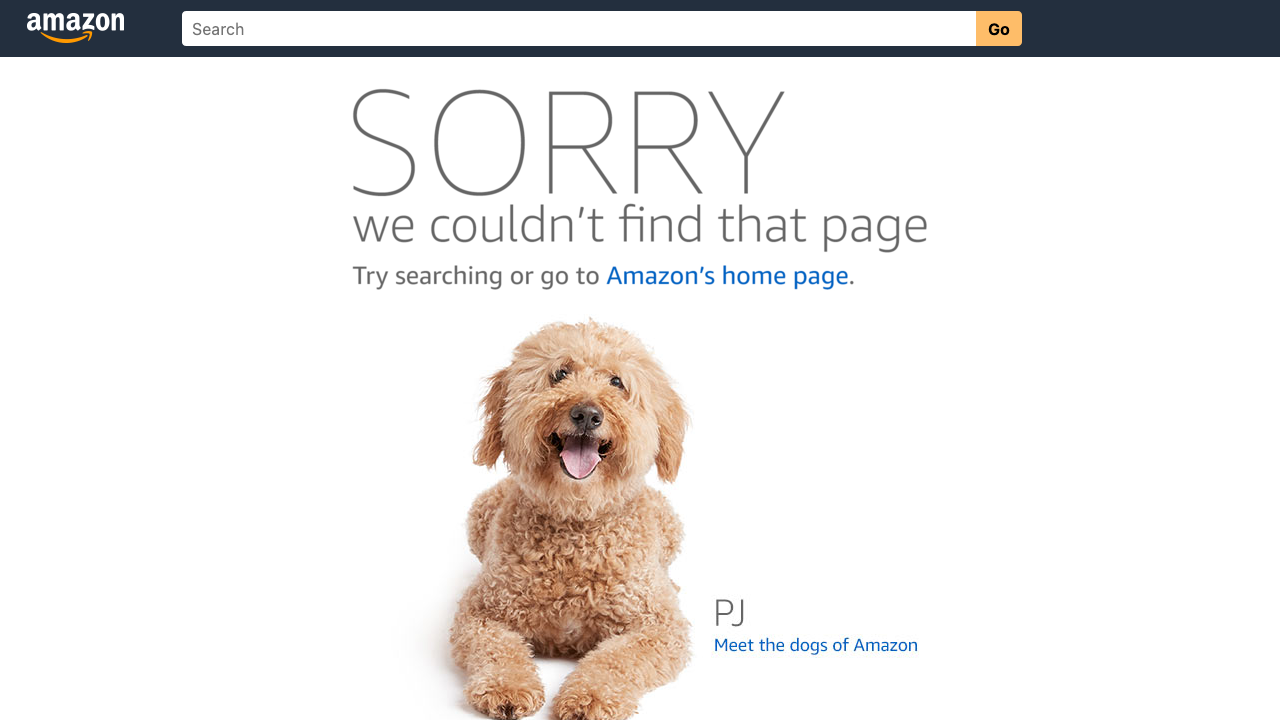 amazon
Search
Go
SORRY
we couldn't find that page
Try searching or go to Amazon's home page.
PJ
Meet the dogs of Amazon